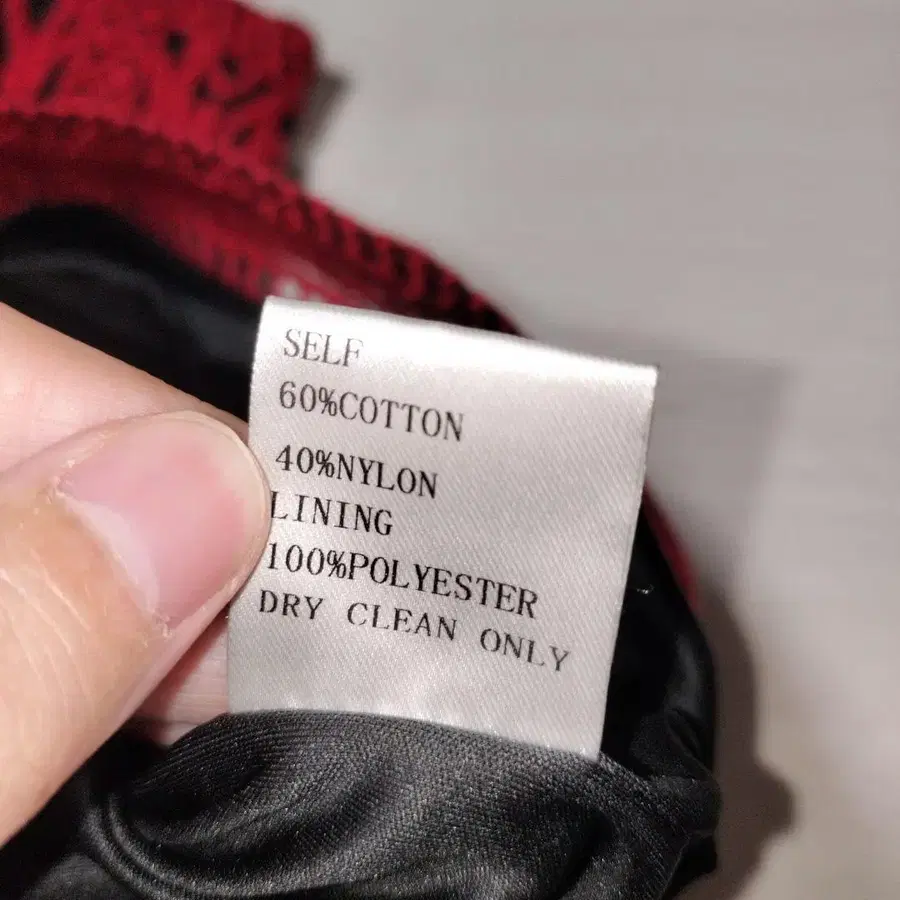 SELF
60%COTTON
40%NYLON
LINING
100%POLYESTER
DRY CLEAN ONLY